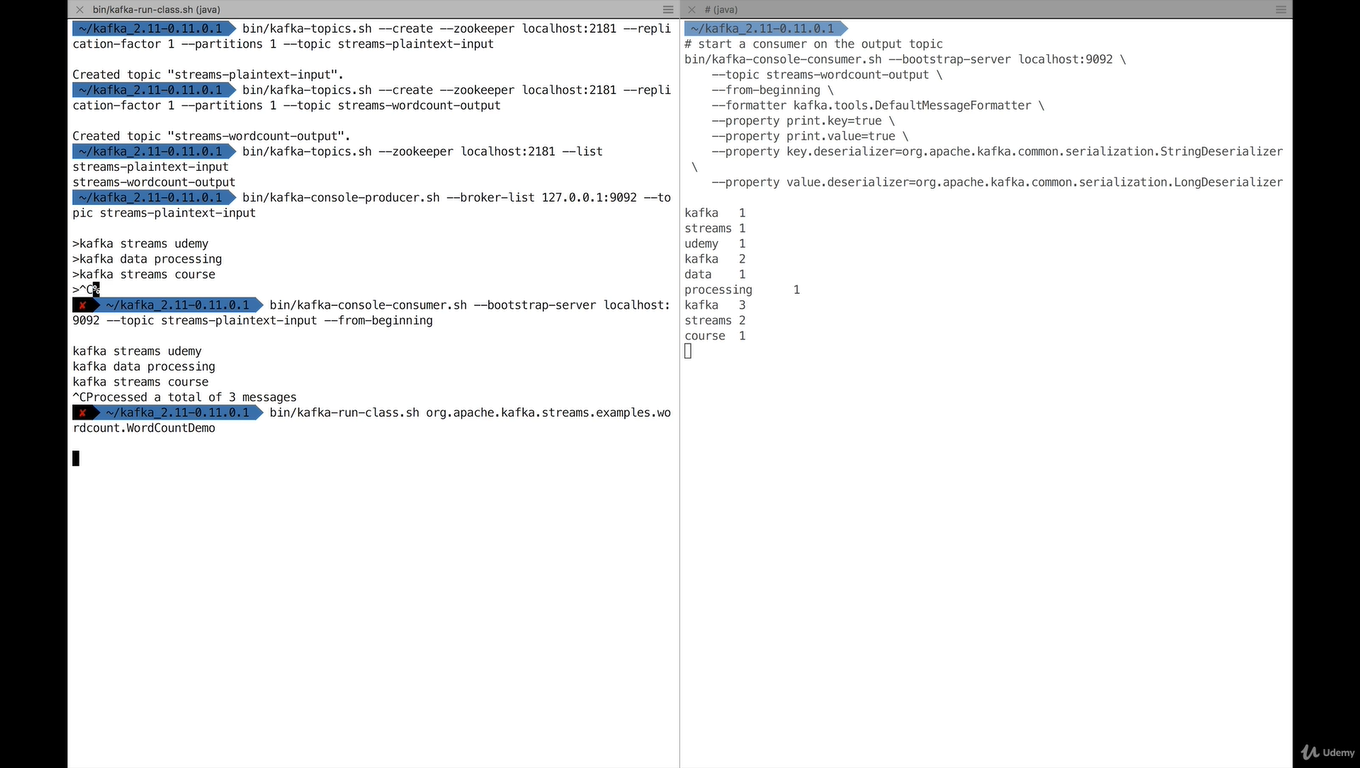 bin/kafka-run-class.sh (java)
~/kafka_2.11-0.11.0.1 bin/kafka-topics.sh --create --zookeeper localhost:2181 --repli
cation-factor 1 --partitions 1 --topic streams-plaintext-input
Created topic "streams-plaintext-input".
~/kafka_2.11-0.11.0.1 bin/kafka-topics.sh --create --zookeeper localhost:2181 --repli
cation-factor 1 --partitions 1 --topic streams-wordcount-output
Created topic "streams-wordcount-output".
~/kafka_2.11-0.11.0.1 bin/kafka-topics.sh --zookeeper localhost:2181 --list
streams-plaintext-input
streams-wordcount-output
~/kafka_2.11-0.11.0.1 bin/kafka-console-producer.sh --broker-list 127.0.0.1:9092 --to
pic streams-plaintext-input
>kafka streams udemy
>kafka data processing
>kafka streams course
>^C%
✘ ~/kafka_2.11-0.11.0.1 bin/kafka-console-consumer.sh --bootstrap-server localhost:
9092 --topic streams-plaintext-input --from-beginning
kafka streams udemy
kafka data processing
kafka streams course
^CProcessed a total of 3 messages
✘ ~/kafka_2.11-0.11.0.1 bin/kafka-run-class.sh org.apache.kafka.streams.examples.wo
rdcount.WordCountDemo
# (java)
~/kafka_2.11-0.11.0.1
# start a consumer on the output topic
bin/kafka-console-consumer.sh --bootstrap-server localhost:9092 \
--topic streams-wordcount-output \
--from-beginning \
--formatter kafka.tools.DefaultMessageFormatter \
--property print.key=true \
--property print.value=true \
--property key.deserializer=org.apache.kafka.common.serialization.StringDeserializer
\
--property value.deserializer=org.apache.kafka.common.serialization.LongDeserializer
kafka 1
streams 1
udemy 1
kafka 2
data 1
processing 1
kafka 3
streams 2
course 1
Udemy